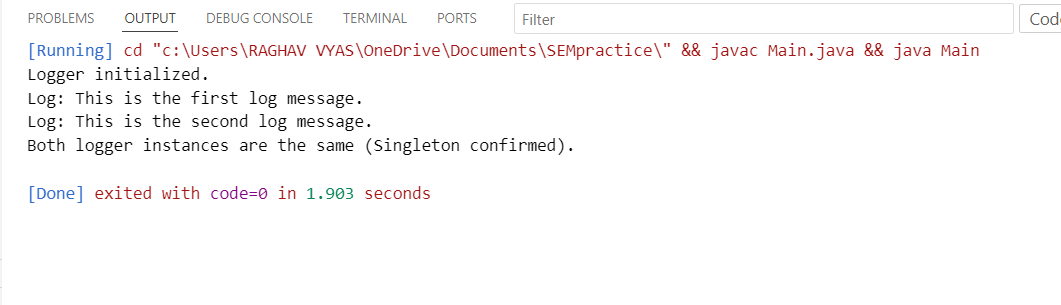 PROBLEMS OUTPUT DEBUG CONSOLE TERMINAL PORTS Filter
[Running] cd "c:\Users\RAGHAV VYAS\OneDrive\Documents\SEMpractice\" && javac Main.java && java Main
Logger initialized.
Log: This is the first log message.
Log: This is the second log message.
Both logger instances are the same (Singleton confirmed).
[Done] exited with code=0 in 1.903 seconds